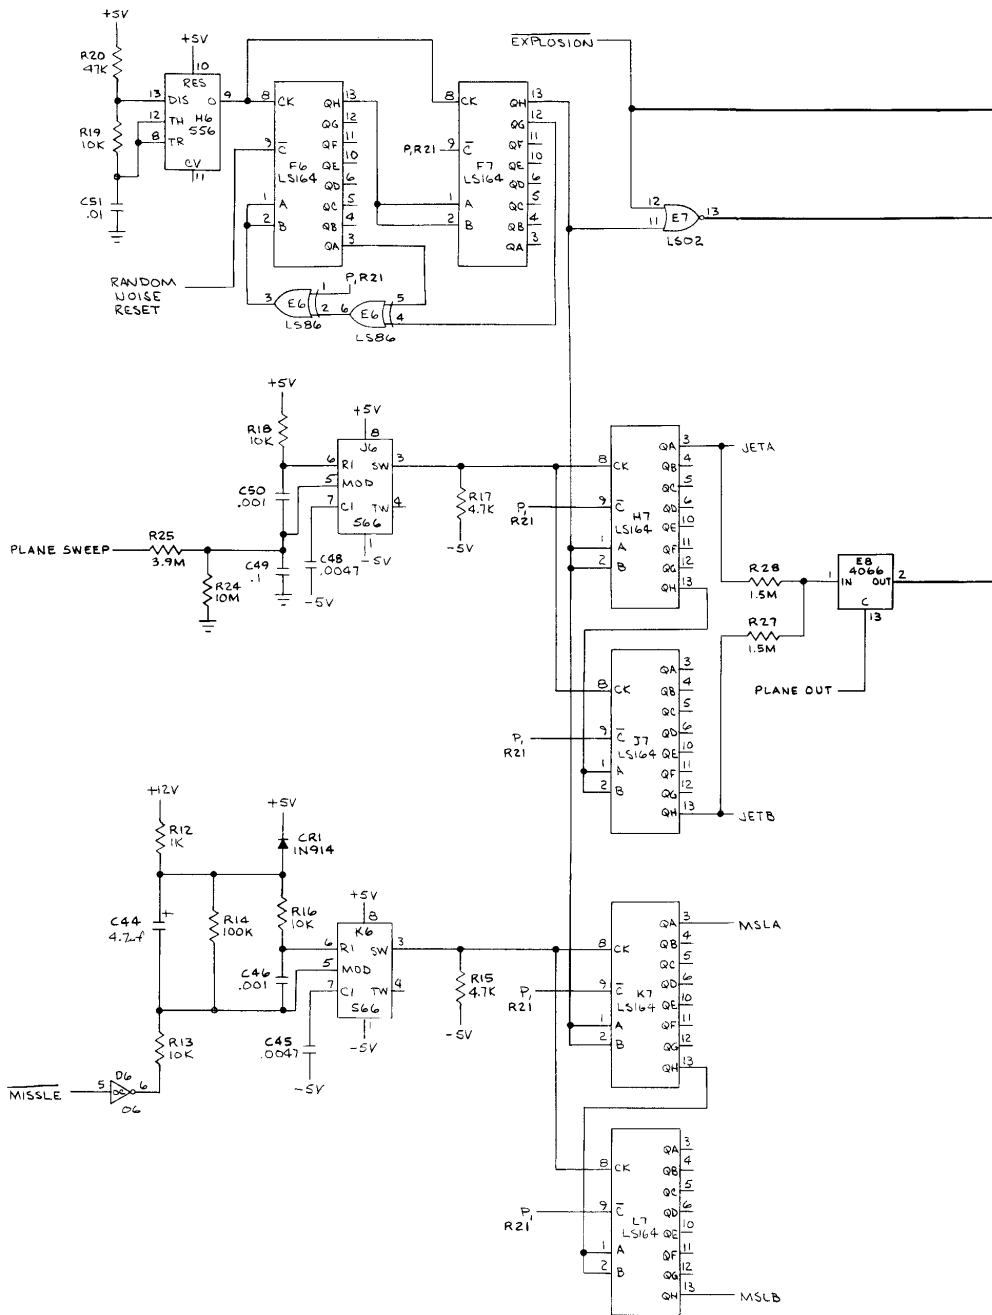 +5V
R20
47K
+5V
10
RES
13 DIS O 9
12 TH H6
8 TR 556
CV
11
R19
10K
C51
.01
RANDOM
NOISE
RESET
8 CK QH 13
QG 12
9 C QF 11
F6 QE 10
LS164 QD 6
1 A QC 5
2 B QB 4
QA 3
P,R21
3 E6 1
2
LS86
6 E6 5
4
LS86
8 CK QH 13
QG 12
P,R21 9 C QF 11
F7 QE 10
LS164 QD 6
1 A QC 5
2 B QB 4
QA 3
EXPLOSION
12 E7 13
11
LS02
+5V
R18
10K
C50
.001
+5V
8
J6
6 R1 SW 3
5 MOD
7 C1 TW 4
566
1
-5V
PLANE SWEEP
R25
3.9M
R24
10M
C49
.1
C48
.0047
-5V
R17
4.7K
-5V
QA 3 JETA
8 CK QB 4
QC 5
P,
R21
9 C QD 6
H7 QE 10
LS164
1 A QF 11
2 B QG 12
QH 13
R28
1.5M
R27
1.5M
E8
4066
1 IN OUT 2
C
13
PLANE OUT
QA 3
8 CK QB 4
QC 5
P,
R21
9 C QD 6
J7 QE 10
LS164
1 A QF 11
2 B QG 12
QH 13 JETB
+12V
R12
1K
+5V
CR1
1N914
C44 +
4.7uf
R14
100K
R16
10K
C46
.001
+5V
8
K6
6 R1 SW 3
5 MOD
7 C1 TW 4
566
1
-5V
R13
10K
C45
.0047
-5V
R15
4.7K
-5V
MISSLE 5 D6 6
OC
06
QA 3 MSLA
8 CK QB 4
QC 5
P,
R21
9 C QD 6
K7 QE 10
LS164
1 A QF 11
2 B QG 12
QH 13
QA 3
8 CK QB 4
QC 5
P,
R21
9 C QD 6
L7 QE 10
LS164
1 A QF 11
2 B QG 12
QH 13 MSLB